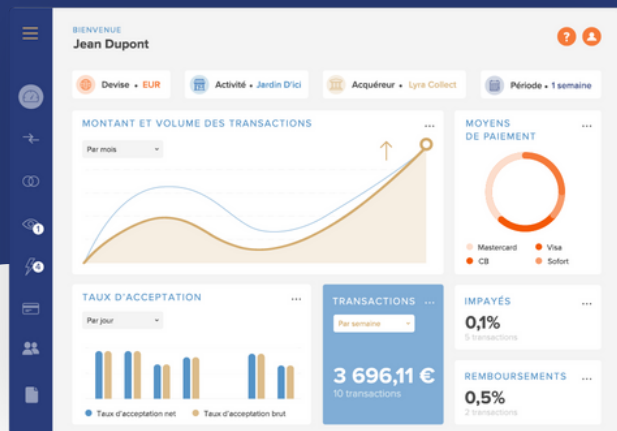 BIENVENUE
Jean Dupont
?
Devise • EUR
Activité • Jardin D'ici
Acquéreur • Lyra Collect
Période • 1 semaine
MONTANT ET VOLUME DES TRANSACTIONS
...
Par mois
MOYENS
DE PAIEMENT
...
Mastercard
Visa
CB
Sofort
1
4
TAUX D'ACCEPTATION
...
Par jour
Taux d'acceptation net
Taux d'acceptation brut
TRANSACTIONS
...
Par semaine
3 696,11 €
10 transactions
IMPAYÉS
...
0,1%
5 transactions
REMBOURSEMENTS
...
0,5%
2 transactions